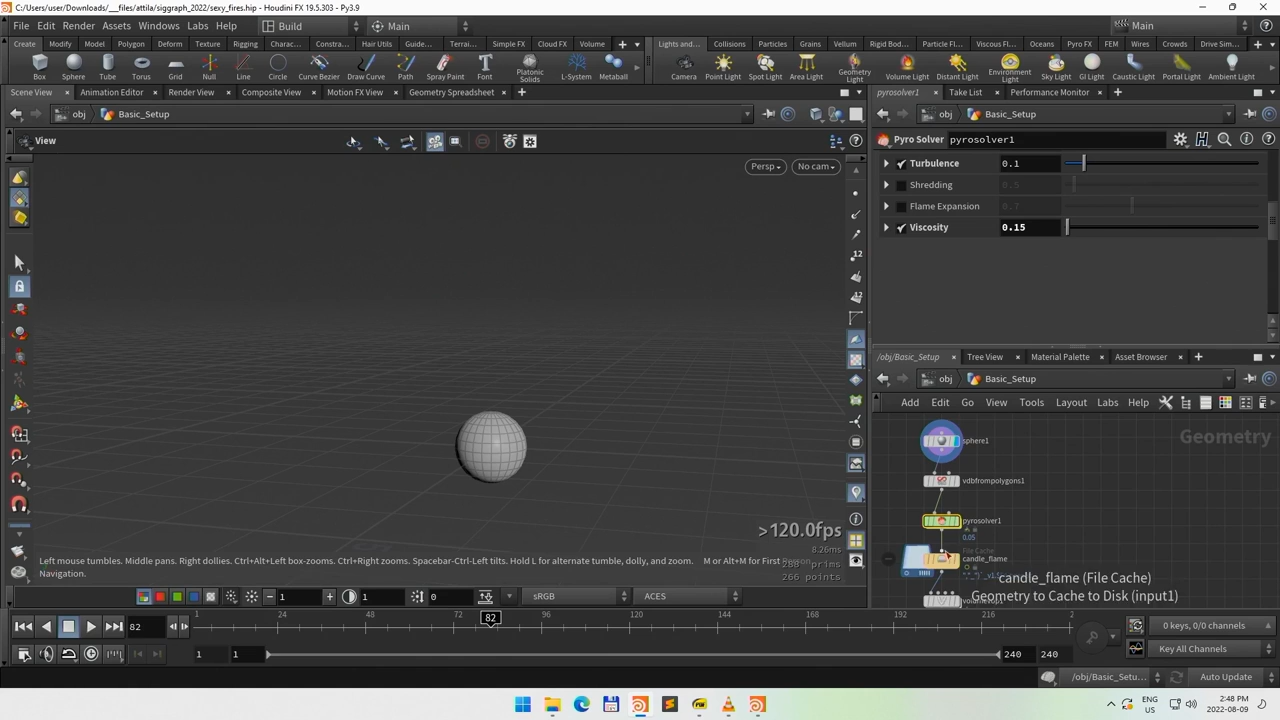 C:/Users/user/Downloads/__files/attila/siggraph_2022/sexy_fires.hip - Houdini FX 19.5.303 - Py3.9
File Edit Render Assets Windows Labs Help Build Main Main
Create Modify Model Polygon Deform Texture Rigging Charac... Constra... Hair Utils Guide... Terrai... Simple FX Cloud FX Volume
Lights and... Collisions Particles Grains Vellum Rigid Bod... Particle Fl... Viscous Fl... Oceans Pyro FX FEM Wires Crowds Drive Sim...
Box Sphere Tube Torus Grid Null Line Circle Curve Bezier Draw Curve Path Spray Paint Font Platonic Solids L-System Metaball
Camera Point Light Spot Light Area Light Geometry Light Volume Light Distant Light Environment Light Sky Light GI Light Caustic Light Portal Light Ambient Light
Scene View Animation Editor Render View Composite View Motion FX View Geometry Spreadsheet
pyrosolver1 Take List Performance Monitor
obj Basic_Setup
obj Basic_Setup
View
Pyro Solver pyrosolver1
Persp No cam
Turbulence 0.1
Shredding 0.5
Flame Expansion 0.7
Viscosity 0.15
12
12
/obj/Basic_Setup Tree View Material Palette Asset Browser
obj Basic_Setup
Add Edit Go View Tools Layout Labs Help
Geometry
sphere1
vdbfrompolygons1
pyrosolver1
0.05
File Cache
candle_flame
candle_flame (File Cache)
Geometry to Cache to Disk (input1)
>120.0fps
8.26ms
Left mouse tumbles. Middle pans. Right dollies. Ctrl+Alt+Left box-zooms. Ctrl+Right zooms. Spacebar-Ctrl-Left tilts. Hold L for alternate tumble, dolly, and zoom. M or Alt+M for First
Navigation.
prims
266 points
1 1 0 sRGB ACES
82 1 24 48 72 82 96 120 144 168 192 216 2
0 keys, 0/0 channels
1 1 240 240 Key All Channels
/obj/Basic_Setu... Auto Update
ENG
US
2:48 PM
2022-08-09